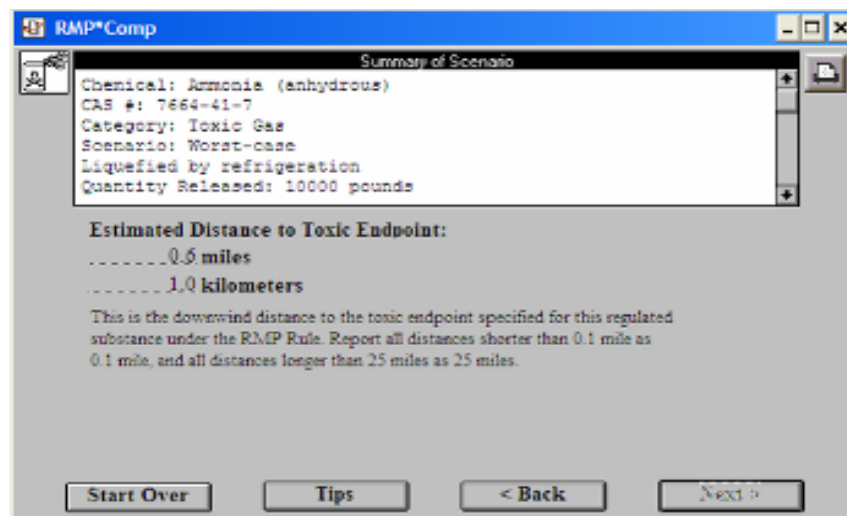 RMP*Comp
Summary of Scenario
Chemical: Ammonia (anhydrous)
CAS #: 7664-41-7
Category: Toxic Gas
Scenario: Worst-case
Liquefied by refrigeration
Quantity Released: 10000 pounds
Estimated Distance to Toxic Endpoint:
0.6 miles
1.0 kilometers
This is the downwind distance to the toxic endpoint specified for this regulated
substance under the RMP Rule. Report all distances shorter than 0.1 mile as
0.1 mile, and all distances longer than 25 miles as 25 miles.
Start Over Tips < Back Next >